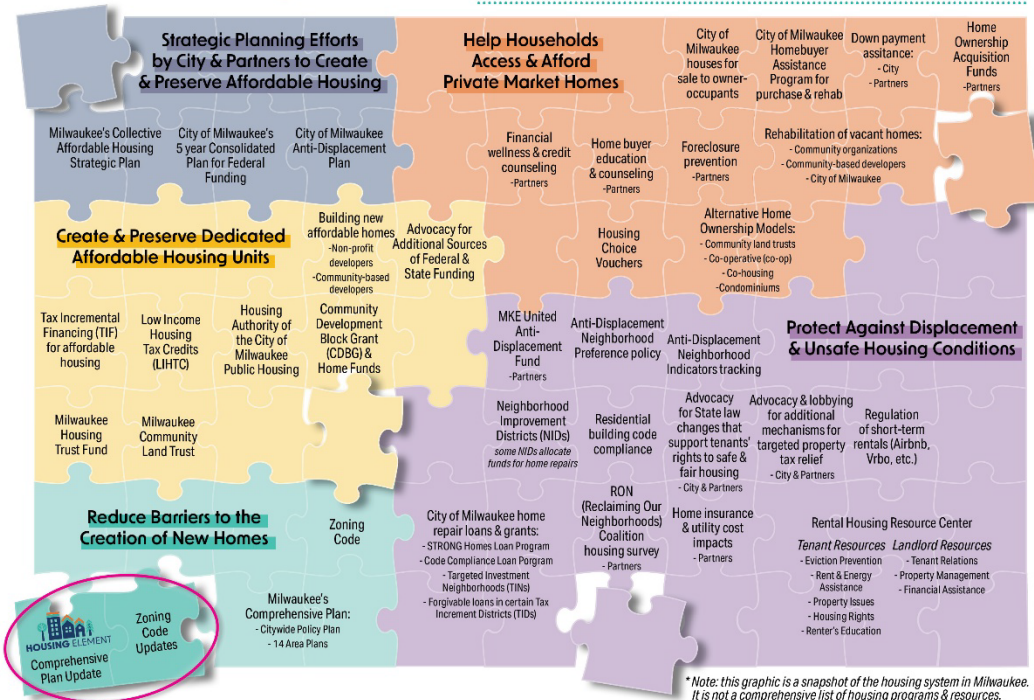 Strategic Planning Efforts
by City & Partners to Create
& Preserve Affordable Housing
Milwaukee's Collective
Affordable Housing
Strategic Plan
City of Milwaukee's
5 year Consolidated
Plan for Federal
Funding
City of Milwaukee
Anti-Displacement
Plan
Help Households
Access & Afford
Private Market Homes
City of
Milwaukee
houses for
sale to owner-
occupants
City of Milwaukee
Homebuyer
Assistance
Program for
purchase & rehab
Down payment
assitance:
- City
- Partners
Home
Ownership
Acquisition
Funds
-Partners
Financial
wellness & credit
counseling
-Partners
Home buyer
education
& counseling
-Partners
Foreclosure
prevention
-Partners
Rehabilitation of vacant homes:
- Community organizations
- Community-based developers
- City of Milwaukee
Housing
Choice
Vouchers
Alternative Home
Ownership Models:
- Community land trusts
- Co-operative (co-op)
- Co-housing
- Condominiums
Create & Preserve Dedicated
Affordable Housing Units
Building new
affordable homes
-Non-profit
developers
-Community-based
developers
Advocacy for
Additional Sources
of Federal &
State Funding
Tax Incremental
Financing (TIF)
for affordable
housing
Low Income
Housing
Tax Credits
(LIHTC)
Housing
Authority of
the City of
Milwaukee
Public Housing
Community
Development
Block Grant
(CDBG) &
Home Funds
Milwaukee
Housing
Trust Fund
Milwaukee
Community
Land Trust
Protect Against Displacement
& Unsafe Housing Conditions
MKE United
Anti-
Displacement
Fund
-Partners
Anti-Displacement
Neighborhood
Preference policy
Anti-Displacement
Neighborhood
Indicators tracking
Neighborhood
Improvement
Districts (NIDs)
some NIDs allocate
funds for home repairs
Residential
building code
compliance
Advocacy
for State law
changes that
support tenants'
rights to safe &
fair housing
- City & Partners
Advocacy & lobbying
for additional
mechanisms for
targeted property
tax relief
- City & Partners
Regulation
of short-term
rentals (Airbnb,
Vrbo, etc.)
City of Milwaukee home
repair loans & grants:
- STRONG Homes Loan Program
- Code Compliance Loan Porgram
- Targeted Investment
Neighborhoods (TINs)
- Forgivable loans in certain Tax
Increment Districts (TIDs)
RON
(Reclaiming Our
Neighborhoods)
Coalition
housing survey
- Partners
Home insurance
& utility cost
impacts
- Partners
Rental Housing Resource Center
Tenant Resources
- Eviction Prevention
- Rent & Energy
Assistance
- Property Issues
- Housing Rights
- Renter's Education
Landlord Resources
- Tenant Relations
- Property Management
- Financial Assistance
Reduce Barriers to the
Creation of New Homes
Zoning
Code
HOUSING ELEMENT
Comprehensive
Plan Update
Zoning
Code
Updates
Milwaukee's
Comprehensive Plan:
- Citywide Policy Plan
- 14 Area Plans
* Note: this graphic is a snapshot of the housing system in Milwaukee.
It is not a comprehensive list of housing programs & resources.